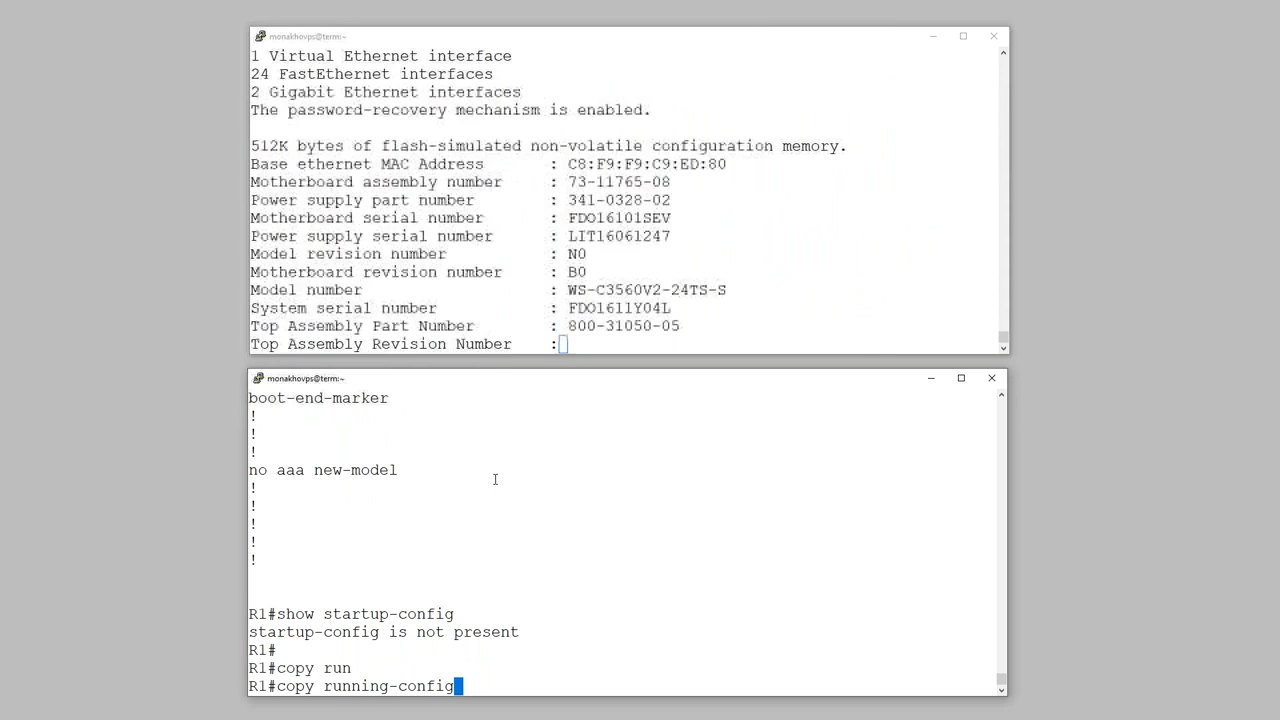 monakhovps@term:~
1 Virtual Ethernet interface
24 FastEthernet interfaces
2 Gigabit Ethernet interfaces
The password-recovery mechanism is enabled.
512K bytes of flash-simulated non-volatile configuration memory.
Base ethernet MAC Address : C8:F9:F9:C9:ED:80
Motherboard assembly number : 73-11765-08
Power supply part number : 341-0328-02
Motherboard serial number : FDO16101SEV
Power supply serial number : LIT16061247
Model revision number : N0
Motherboard revision number : B0
Model number : WS-C3560V2-24TS-S
System serial number : FDO1611Y04L
Top Assembly Part Number : 800-31050-05
Top Assembly Revision Number :
monakhovps@term:~
boot-end-marker
!
!
!
no aaa new-model
!
!
!
!
!
R1#show startup-config
startup-config is not present
R1#
R1#copy run
R1#copy running-config